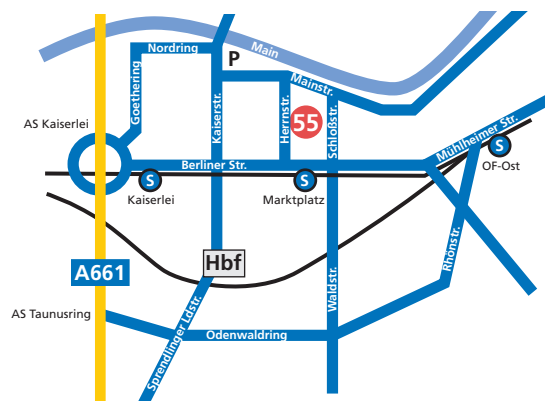 Nordring
Main
P
Mainstr.
Goethering
Kaiserstr.
Herrnstr.
55
Schloßstr.
AS Kaiserlei
Mühlheimer Str.
Berliner Str.
S
OF-Ost
S
Kaiserlei
S
Marktplatz
Hbf
A661
Rhönstr.
Waldstr.
AS Taunusring
Sprendlinger Ldstr.
Odenwaldring